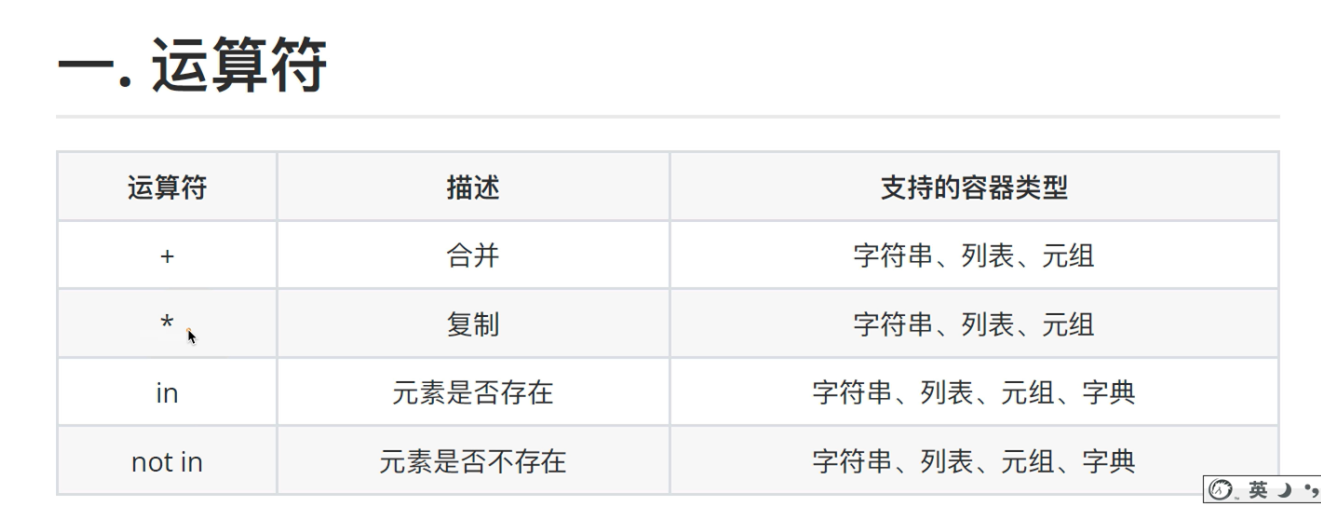 一. 运算符
运算符 描述 支持的容器类型
+ 合并 字符串、列表、元组
* 复制 字符串、列表、元组
in 元素是否存在 字符串、列表、元组、字典
not in 元素是否不存在 字符串、列表、元组、字典
英